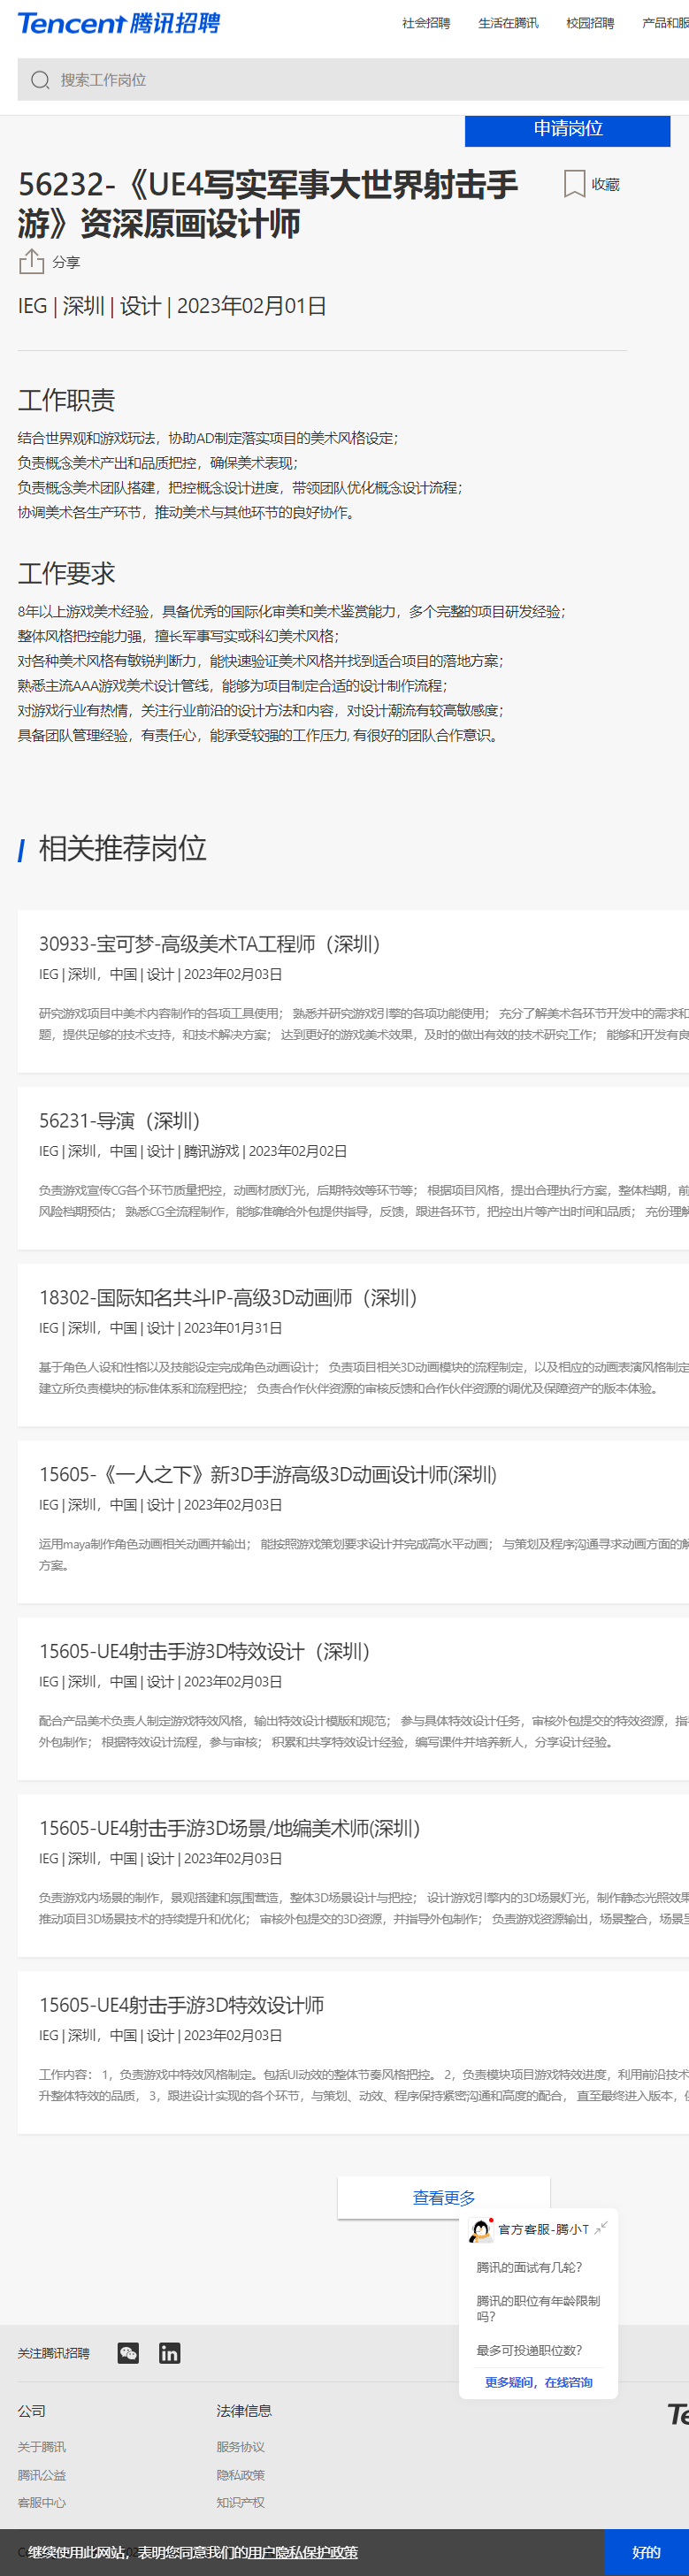 Tencent 腾讯招聘
社会招聘 生活在腾讯 校园招聘 产品和服
搜索工作岗位
申请岗位
56232-《UE4写实军事大世界射击手
游》资深原画设计师
收藏
分享
IEG | 深圳 | 设计 | 2023年02月01日
工作职责
结合世界观和游戏玩法，协助AD制定落实项目的美术风格设定；
负责概念美术产出和品质把控，确保美术表现；
负责概念美术团队搭建，把控概念设计进度，带领团队优化概念设计流程；
协调美术各生产环节，推动美术与其他环节的良好协作。
工作要求
8年以上游戏美术经验，具备优秀的国际化审美和美术鉴赏能力，多个完整的项目研发经验；
整体风格把控能力强，擅长军事写实或科幻美术风格；
对各种美术风格有敏锐判断力，能快速验证美术风格并找到适合项目的落地方案；
熟悉主流AAA游戏美术设计管线，能够为项目制定合适的设计制作流程；
对游戏行业有热情，关注行业前沿的设计方法和内容，对设计潮流有较高敏感度；
具备团队管理经验，有责任心，能承受较强的工作压力, 有很好的团队合作意识。
相关推荐岗位
30933-宝可梦-高级美术TA工程师（深圳）
IEG | 深圳，中国 | 设计 | 2023年02月03日
研究游戏项目中美术内容制作的各项工具使用； 熟悉并研究游戏引擎的各项功能使用； 充分了解美术各环节开发中的需求和
题，提供足够的技术支持，和技术解决方案； 达到更好的游戏美术效果，及时的做出有效的技术研究工作； 能够和开发有良
56231-导演（深圳）
IEG | 深圳，中国 | 设计 | 腾讯游戏 | 2023年02月02日
负责游戏宣传CG各个环节质量把控，动画材质灯光，后期特效等环节等； 根据项目风格，提出合理执行方案，整体档期，前
风险档期预估； 熟悉CG全流程制作，能够准确给外包提供指导，反馈，跟进各环节，把控出片等产出时间和品质； 充份理解
18302-国际知名共斗IP-高级3D动画师（深圳）
IEG | 深圳，中国 | 设计 | 2023年01月31日
基于角色人设和性格以及技能设定完成角色动画设计； 负责项目相关3D动画模块的流程制定，以及相应的动画表演风格制定
建立所负责模块的标准体系和流程把控； 负责合作伙伴资源的审核反馈和合作伙伴资源的调优及保障资产的版本体验。
15605-《一人之下》新3D手游高级3D动画设计师(深圳)
IEG | 深圳，中国 | 设计 | 2023年02月03日
运用maya制作角色动画相关动画并输出； 能按照游戏策划要求设计并完成高水平动画； 与策划及程序沟通寻求动画方面的解
方案。
15605-UE4射击手游3D特效设计（深圳）
IEG | 深圳，中国 | 设计 | 2023年02月03日
配合产品美术负责人制定游戏特效风格，输出特效设计模版和规范； 参与具体特效设计任务，审核外包提交的特效资源，指
外包制作； 根据特效设计流程，参与审核； 积累和共享特效设计经验，编写课件并培养新人，分享设计经验。
15605-UE4射击手游3D场景/地编美术师(深圳）
IEG | 深圳，中国 | 设计 | 2023年02月03日
负责游戏内场景的制作，景观搭建和氛围营造，整体3D场景设计与把控； 设计游戏引擎内的3D场景灯光，制作静态光照效果
推动项目3D场景技术的持续提升和优化； 审核外包提交的3D资源，并指导外包制作； 负责游戏资源输出，场景整合，场景呈
15605-UE4射击手游3D特效设计师
IEG | 深圳，中国 | 设计 | 2023年02月03日
工作内容： 1，负责游戏中特效风格制定。包括UI动效的整体节奏风格把控。 2，负责模块项目游戏特效进度，利用前沿技术
升整体特效的品质， 3，跟进设计实现的各个环节，与策划、动效、程序保持紧密沟通和高度的配合， 直至最终进入版本，
查看更多
官方客服-腾小T
腾讯的面试有几轮?
腾讯的职位有年龄限制
吗?
最多可投递职位数?
更多疑问，在线咨询
关注腾讯招聘
公司 法律信息
关于腾讯 服务协议
腾讯公益 隐私政策
客服中心 知识产权
继续使用此网站，表明您同意我们的用户隐私保护政策 好的